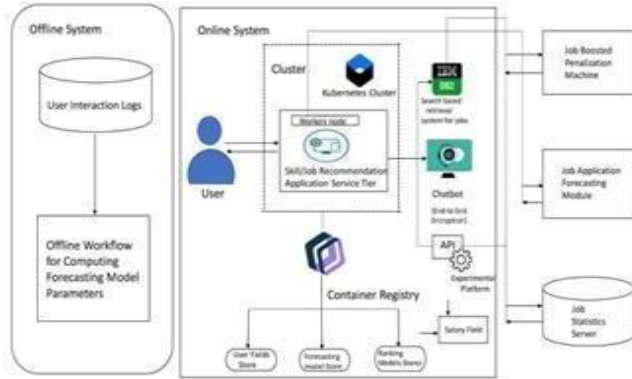 Offline System
User Interaction Logs
Offline Workflow
for Computing
Forecasting Model
Parameters
Online System
Cluster
Kubernetes Cluster
Workers node
Skill/Job Recommendation
Application Service Tier
User
IBM
DB2
Search based
retrieval
system for jobs
Chatbot
(End to End
Encryption)
API
Experimental
Platform
Container Registry
User Fields
Store
Forecasting
model Store
Ranking
Models Stores
Salary Field
Job Boosted
Penalization
Machine
Job Application
Forecasting
Module
Job
Statistics
Server